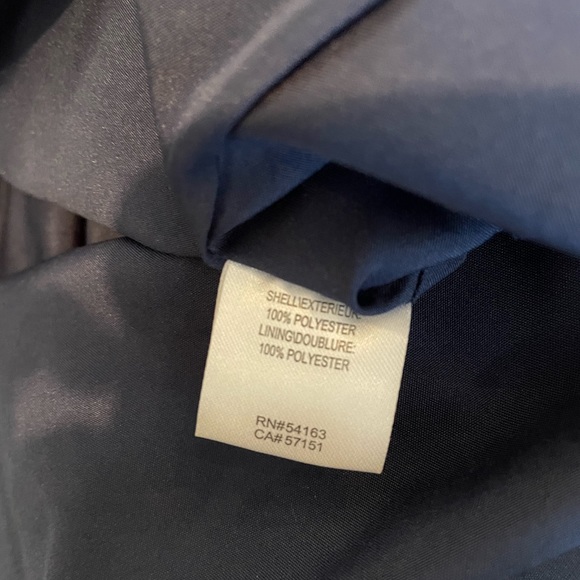 SHELL\EXTERIEUR:
100% POLYESTER
LINING\DOUBLURE:
100% POLYESTER
RN#54163
CA#57151